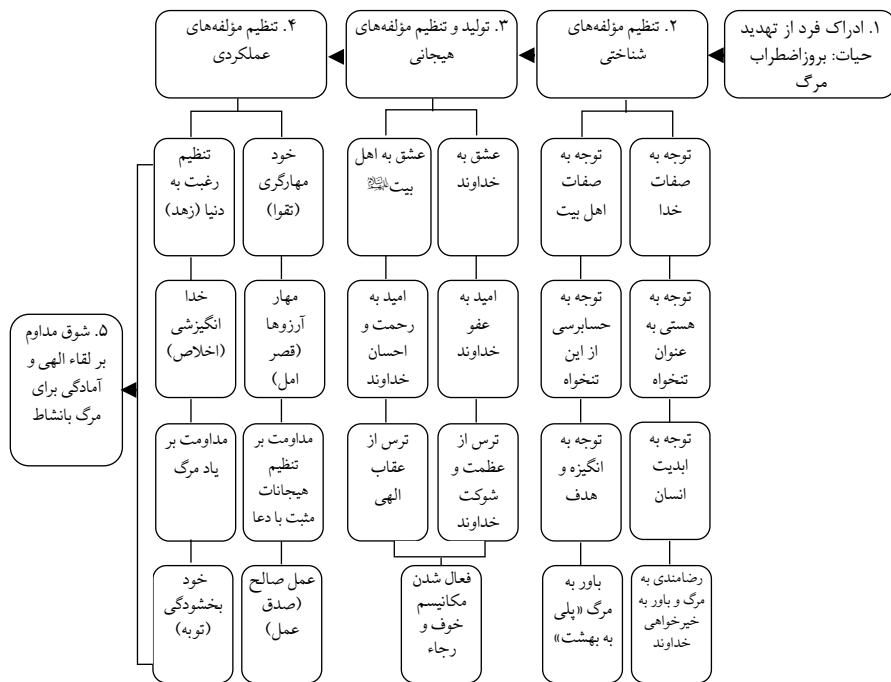 ۱. ادراک فرد از تهدید
حیات: بروزاضطراب
مرگ
۲. تنظیم مؤلفه‌های
شناختی
۳. تولید و تنظیم مؤلفه‌های
هیجانی
۴. تنظیم مؤلفه‌های
عملکردی
توجه به
صفات
خدا
توجه به
صفات
اهل بیت
عشق به
خداوند
عشق به اهل
بیت‌علیهم‌السلام
خود
مهارگری
(تقوا)
تنظیم
رغبت به
دنیا (زهد)
توجه به
هستی به
عنوان
تنخواه
توجه به
حسابرسی
از این
تنخواه
امید به
عفو
خداوند
امید به
رحمت و
احسان
خداوند
مهار
آرزوها
(قصر
امل)
خدا
انگیزشی
(اخلاص)
توجه به
ابدیت
انسان
توجه به
انگیزه و
هدف
ترس از
عظمت و
شوکت
خداوند
ترس از
عقاب
الهی
مداومت بر
تنظیم
هیجانات
مثبت با دعا
مداومت بر
یاد مرگ
رضامندی به
مرگ و باور به
خیرخواهی
خداوند
باور به
مرگ «پلی
به بهشت»
فعال شدن
مکانیسم
خوف و
رجاء
عمل صالح
(صدق
عمل)
خود
بخشودگی
(توبه)
۵. شوق مداوم
بر لقاء الهی و
آمادگی برای
مرگ بانشاط